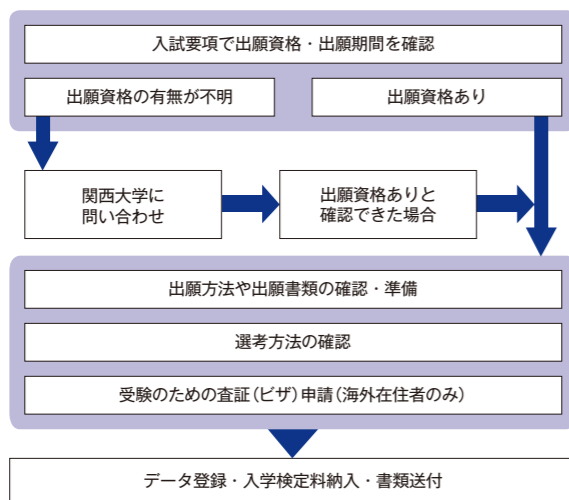 入試要項で出願資格・出願期間を確認
出願資格の有無が不明
出願資格あり
関西大学に
問い合わせ
出願資格ありと
確認できた場合
出願方法や出願書類の確認・準備
選考方法の確認
受験のための査証(ビザ)申請(海外在住者のみ)
データ登録・入学検定料納入・書類送付